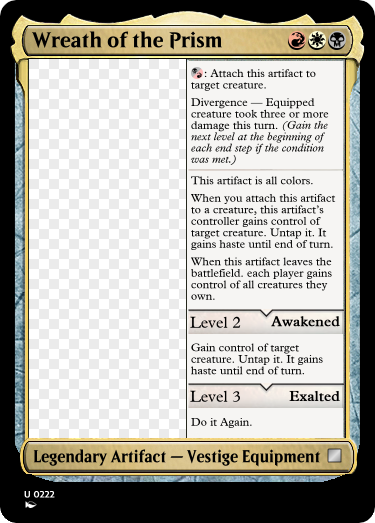 Wreath of the Prism
: Attach this artifact to
target creature.
Divergence — Equipped
creature took three or more
damage this turn. (Gain the
next level at the beginning of
each end step if the condition
was met.)
This artifact is all colors.
When you attach this artifact
to a creature, this artifact's
controller gains control of
target creature. Untap it. It
gains haste until end of turn.
When this artifact leaves the
battlefield. each player gains
control of all creatures they
own.
Level 2 Awakened
Gain control of target
creature. Untap it. It gains
haste until end of turn.
Level 3 Exalted
Do it Again.
Legendary Artifact — Vestige Equipment
U 0222